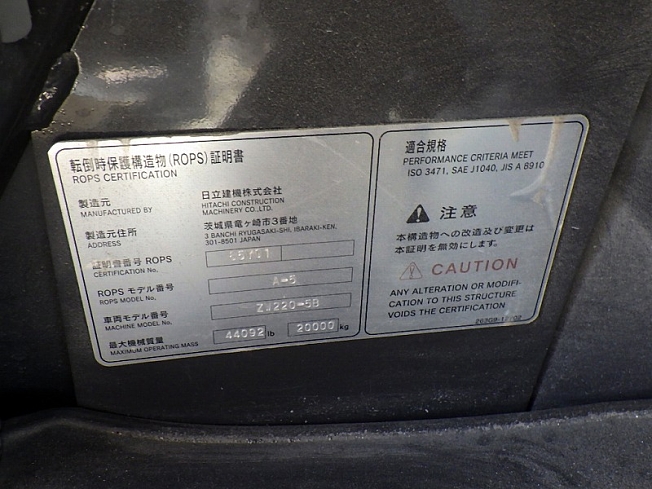 転倒時保護構造物(ROPS)証明書
ROPS CERTIFICATION
製造元 日立建機株式会社
MANUFACTURED BY HITACHI CONSTRUCTION
MACHINERY CO.,LTD.
製造元住所 茨城県竜ヶ崎市3番地
ADDRESS 3 BANCHI RYUGASAKI-SHI, IBARAKI-KEN,
301-8501 JAPAN
証明書番号 ROPS
CERTIFICATION No.
ROPS モデル番号 A-5
ROPS MODEL No.
車両モデル番号 ZW220-5B
MACHINE MODEL No.
最大機械質量 44092 lb 20000 kg
MAXIMUM OPERATING MASS
適合規格
PERFORMANCE CRITERIA MEET
ISO 3471, SAE J1040, JIS A 8910
注意
本構造物への改造及び変更は
本証明を無効にします。
CAUTION
ANY ALTERATION OR MODIFI-
CATION TO THIS STRUCTURE
VOIDS THE CERTIFICATION